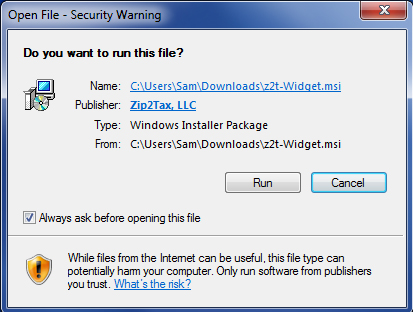 Open File - Security Warning
Do you want to run this file?
Name: C:\Users\Sam\Downloads\z2t-Widget.msi
Publisher: Zip2Tax, LLC
Type: Windows Installer Package
From: C:\Users\Sam\Downloads\z2t-Widget.msi
Run Cancel
Always ask before opening this file
While files from the Internet can be useful, this file type can
potentially harm your computer. Only run software from publishers
you trust. What's the risk?